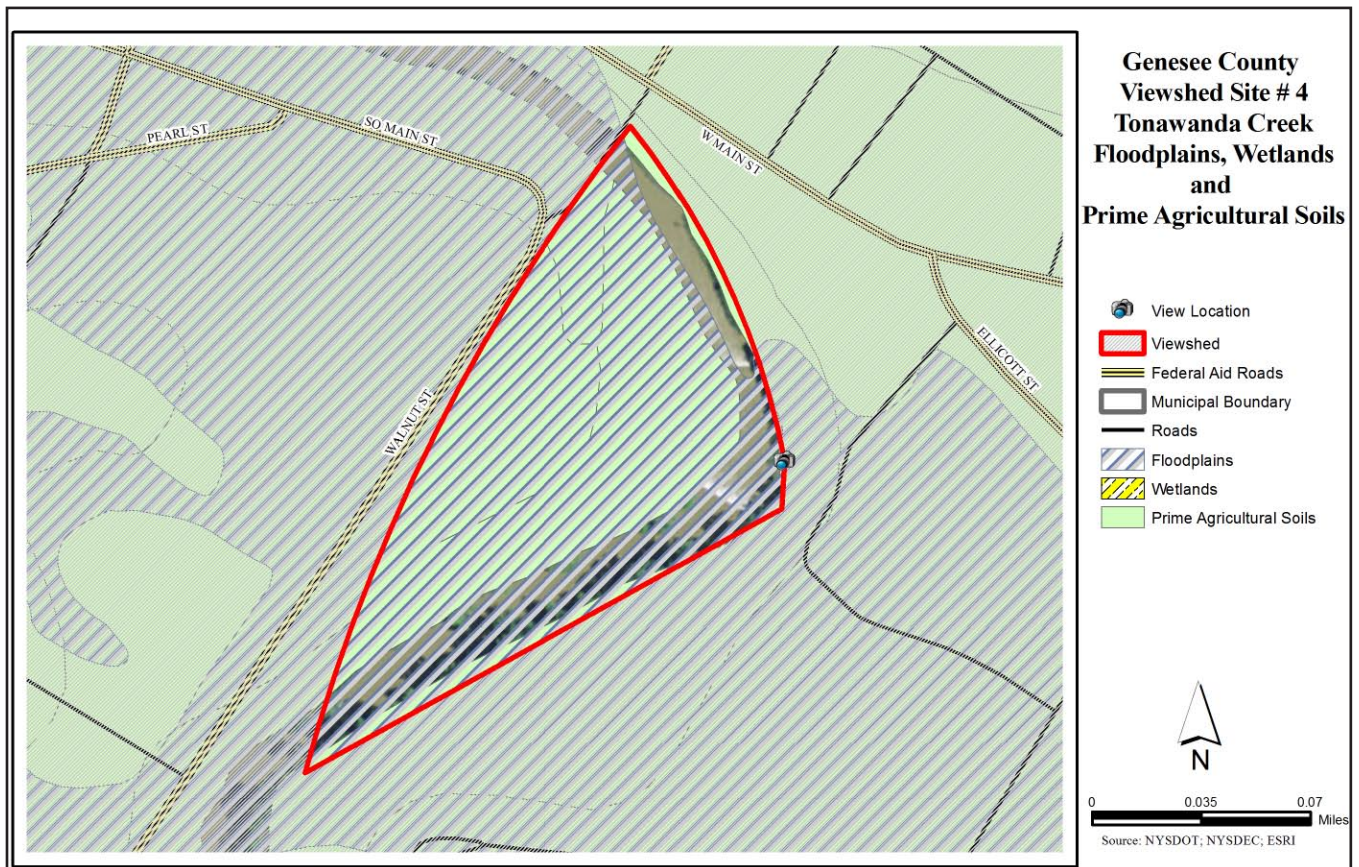 Genesee County
Viewshed Site # 4
Tonawanda Creek
Floodplains, Wetlands
and
Prime Agricultural Soils
PEARL ST.
SO MAIN ST.
W MAIN ST.
WALNUT ST.
ELLICOTT ST.
View Location
Viewshed
Federal Aid Roads
Municipal Boundary
Roads
Floodplains
Wetlands
Prime Agricultural Soils
N
0 0.035 0.07
Miles
Source: NYSDOT; NYSDEC; ESRI